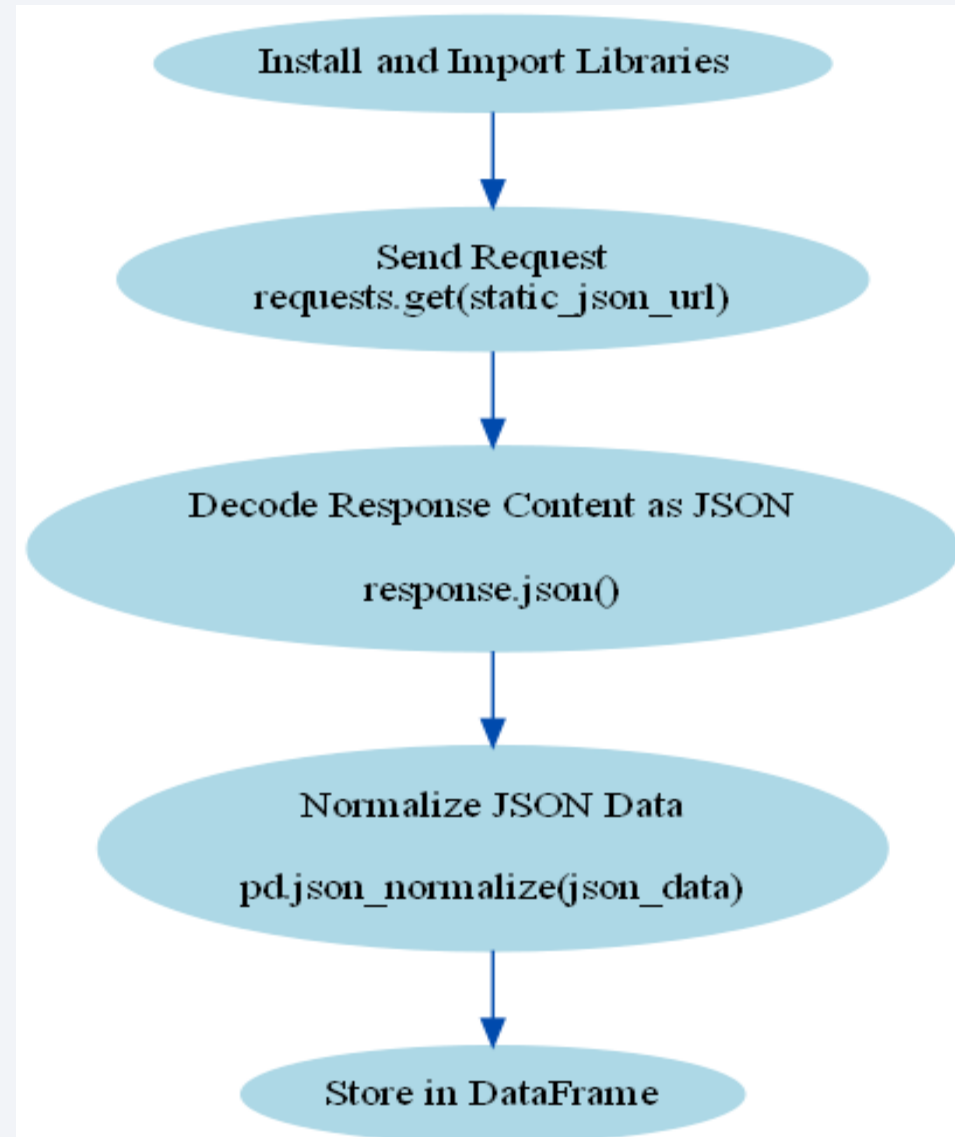 Install and Import Libraries
Send Request
requests.get(static_json_url)
Decode Response Content as JSON
response.json()
Normalize JSON Data
pd.json_normalize(json_data)
Store in DataFrame